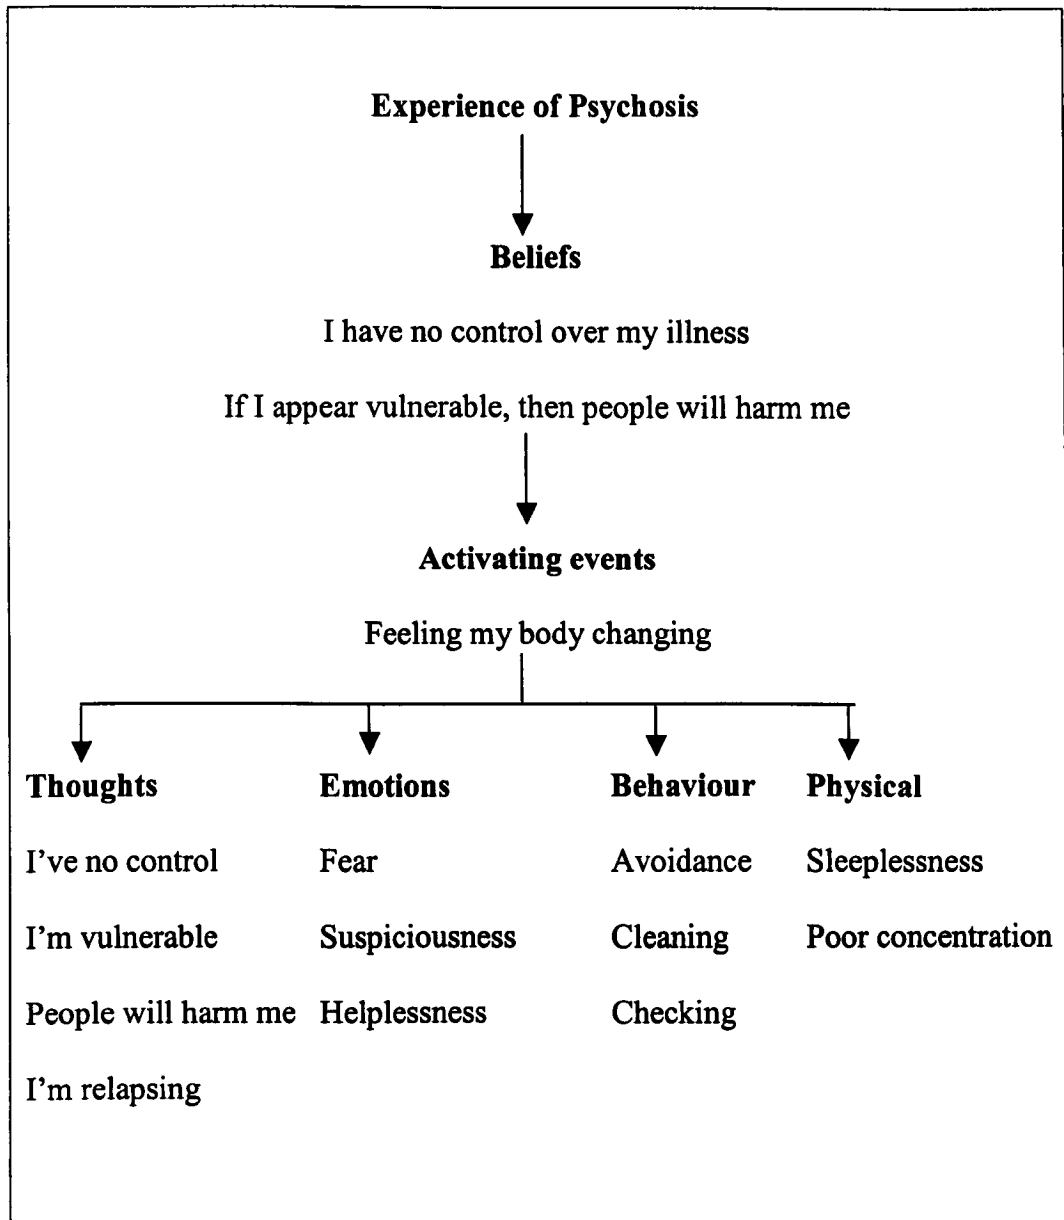 Experience of Psychosis
Beliefs
I have no control over my illness
If I appear vulnerable, then people will harm me
Activating events
Feeling my body changing
Thoughts Emotions Behaviour Physical
I've no control Fear Avoidance Sleeplessness
I'm vulnerable Suspiciousness Cleaning Poor concentration
People will harm me Helplessness Checking
I'm relapsing